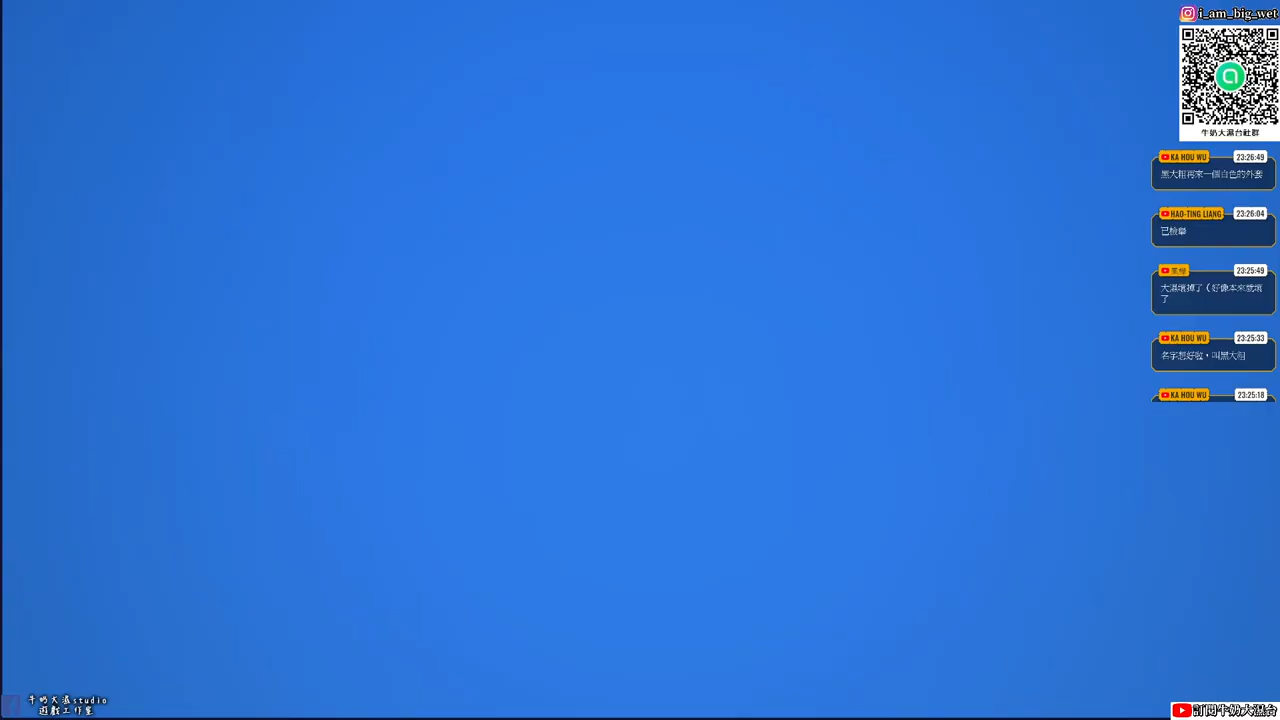 i_am_big_wet
牛奶大濕台社群
KA HOU WU 23:26:49
黑大粗再來一個白色的外套
HAO-TING LIANG 23:26:04
已檢舉
23:25:49
大濕壞掉了（好像本來就壞
了
KA HOU WU 23:25:33
名字想好啦，叫黑大粗
KA HOU WU 23:25:18
牛奶大濕studio
遊戲工作室
訂閱牛奶大濕台